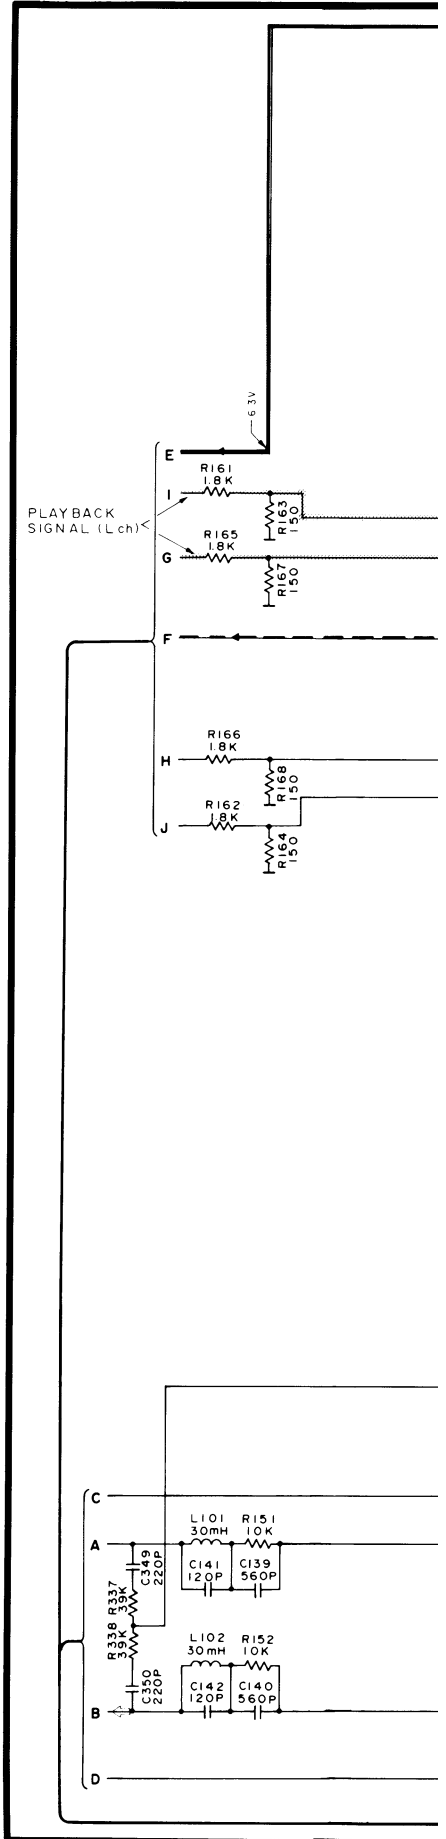 6.3V
E
R161
1.8K
I
R163
150
PLAYBACK
SIGNAL (Lch)
R165
1.8K
G
R167
150
F
R166
1.8K
H
R168
150
R162
1.8K
J
R164
150
C
L101
30mH
R151
10K
A
C349
220P
C141
120P
C139
560P
R337
39K
R338
39K
L102
30mH
R152
10K
C350
220P
C142
120P
C140
560P
B
D